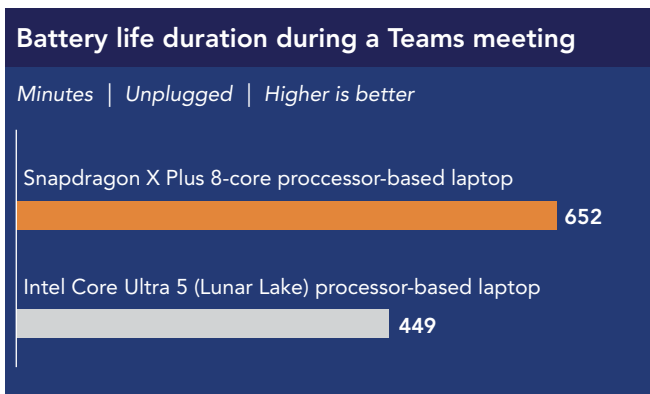 Battery life duration during a Teams meeting
Minutes | Unplugged | Higher is better
Snapdragon X Plus 8-core proccessor-based laptop
652
Intel Core Ultra 5 (Lunar Lake) processor-based laptop
449